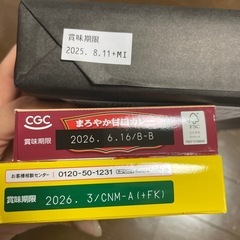 賞味期限
2025. 8.11+MI
CGC
まろやか甘口カレー
賞味期限
2026. 6.16/B-B
FSC
お客様相談センター 0120-50-1231
賞味期限
2026. 3/CNM-A(+FK)